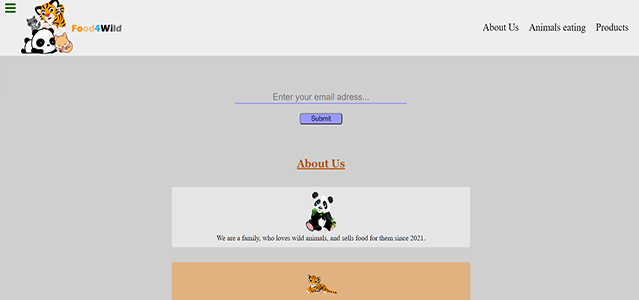 Food4Wild
About Us Animals eating Products
Enter your email adress...
Submit
About Us
We are a family, who loves wild animals, and sells food for them since 2021.